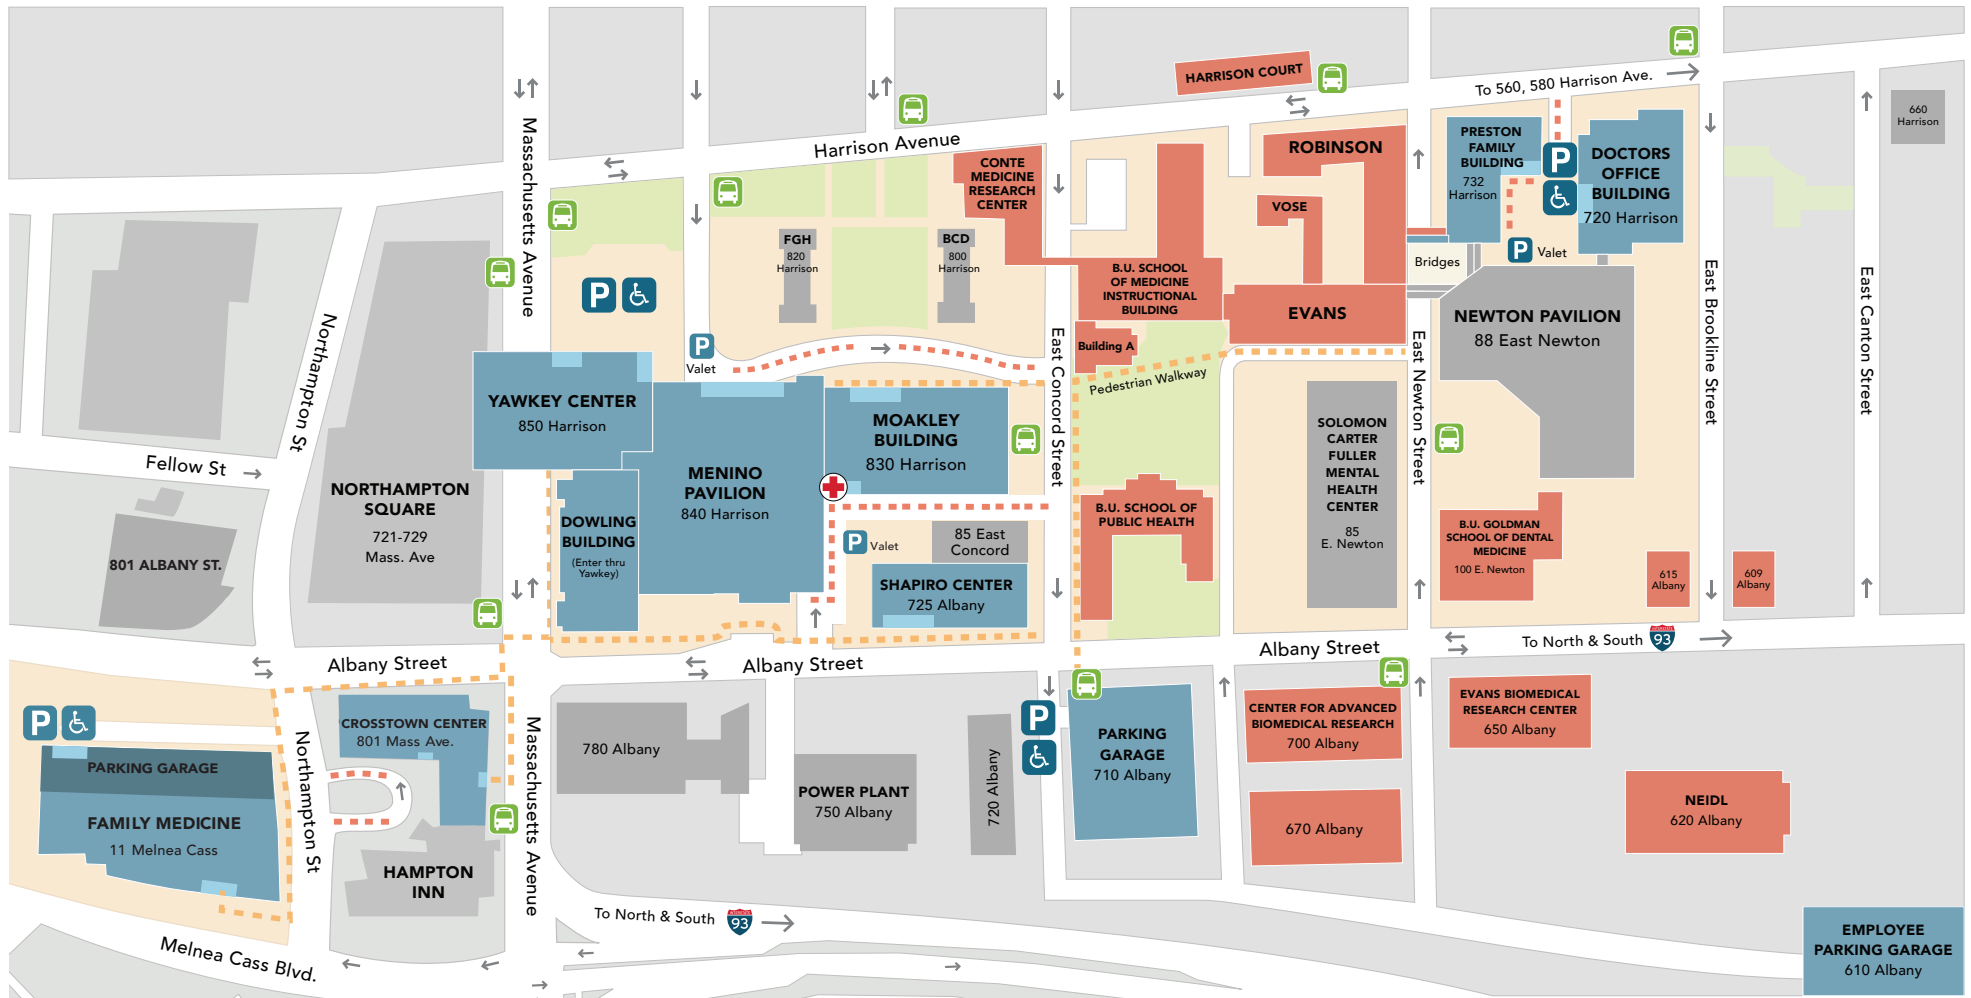 HARRISON COURT
To 560, 580 Harrison Ave.
660
Harrison
Harrison Avenue
Massachusetts Avenue
CONTE
MEDICINE
RESEARCH
CENTER
ROBINSON
VOSE
PRESTON
FAMILY
BUILDING
732
Harrison
P
DOCTORS
OFFICE
BUILDING
720 Harrison
P
Valet
Bridges
FGH
820
Harrison
BCD
800
Harrison
P
B.U. SCHOOL
OF MEDICINE
INSTRUCTIONAL
BUILDING
EVANS
NEWTON PAVILION
88 East Newton
Building A
Pedestrian Walkway
East Concord Street
East Newton Street
East Brookline Street
East Canton Street
Northampton St
P
Valet
YAWKEY CENTER
850 Harrison
MOAKLEY
BUILDING
830 Harrison
MENINO
PAVILION
840 Harrison
SOLOMON
CARTER
FULLER
MENTAL
HEALTH
CENTER
85
E. Newton
Fellow St
NORTHAMPTON
SQUARE
721-729
Mass. Ave
DOWLING
BUILDING
(Enter thru
Yawkey)
P
Valet
85 East
Concord
B.U. SCHOOL OF
PUBLIC HEALTH
B.U. GOLDMAN
SCHOOL OF DENTAL
MEDICINE
100 E. Newton
801 ALBANY ST.
SHAPIRO CENTER
725 Albany
615
Albany
609
Albany
Albany Street
Albany Street
Albany Street
To North & South
93
P
CROSSTOWN CENTER
801 Mass Ave.
PARKING GARAGE
FAMILY MEDICINE
11 Melnea Cass
Northampton St
HAMPTON
INN
Massachusetts Avenue
780 Albany
POWER PLANT
750 Albany
720 Albany
P
PARKING
GARAGE
710 Albany
CENTER FOR ADVANCED
BIOMEDICAL RESEARCH
700 Albany
670 Albany
EVANS BIOMEDICAL
RESEARCH CENTER
650 Albany
NEIDL
620 Albany
To North & South
93
Melnea Cass Blvd.
EMPLOYEE
PARKING GARAGE
610 Albany